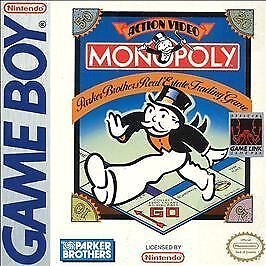 Nintendo
GAME BOY
ACTION VIDEO
MONOPOLY
Parker Brothers Real Estate Trading Game
OFFICIAL
GAME LINK
GO
PARKER
BROTHERS
LICENSED BY
Nintendo